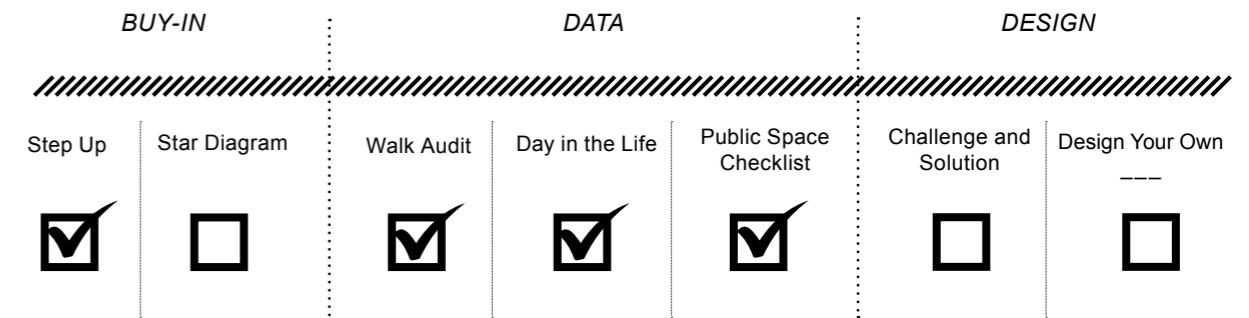 BUY-IN
DATA
DESIGN
Step Up
Star Diagram
Walk Audit
Day in the Life
Public Space
Checklist
Challenge and
Solution
Design Your Own
___